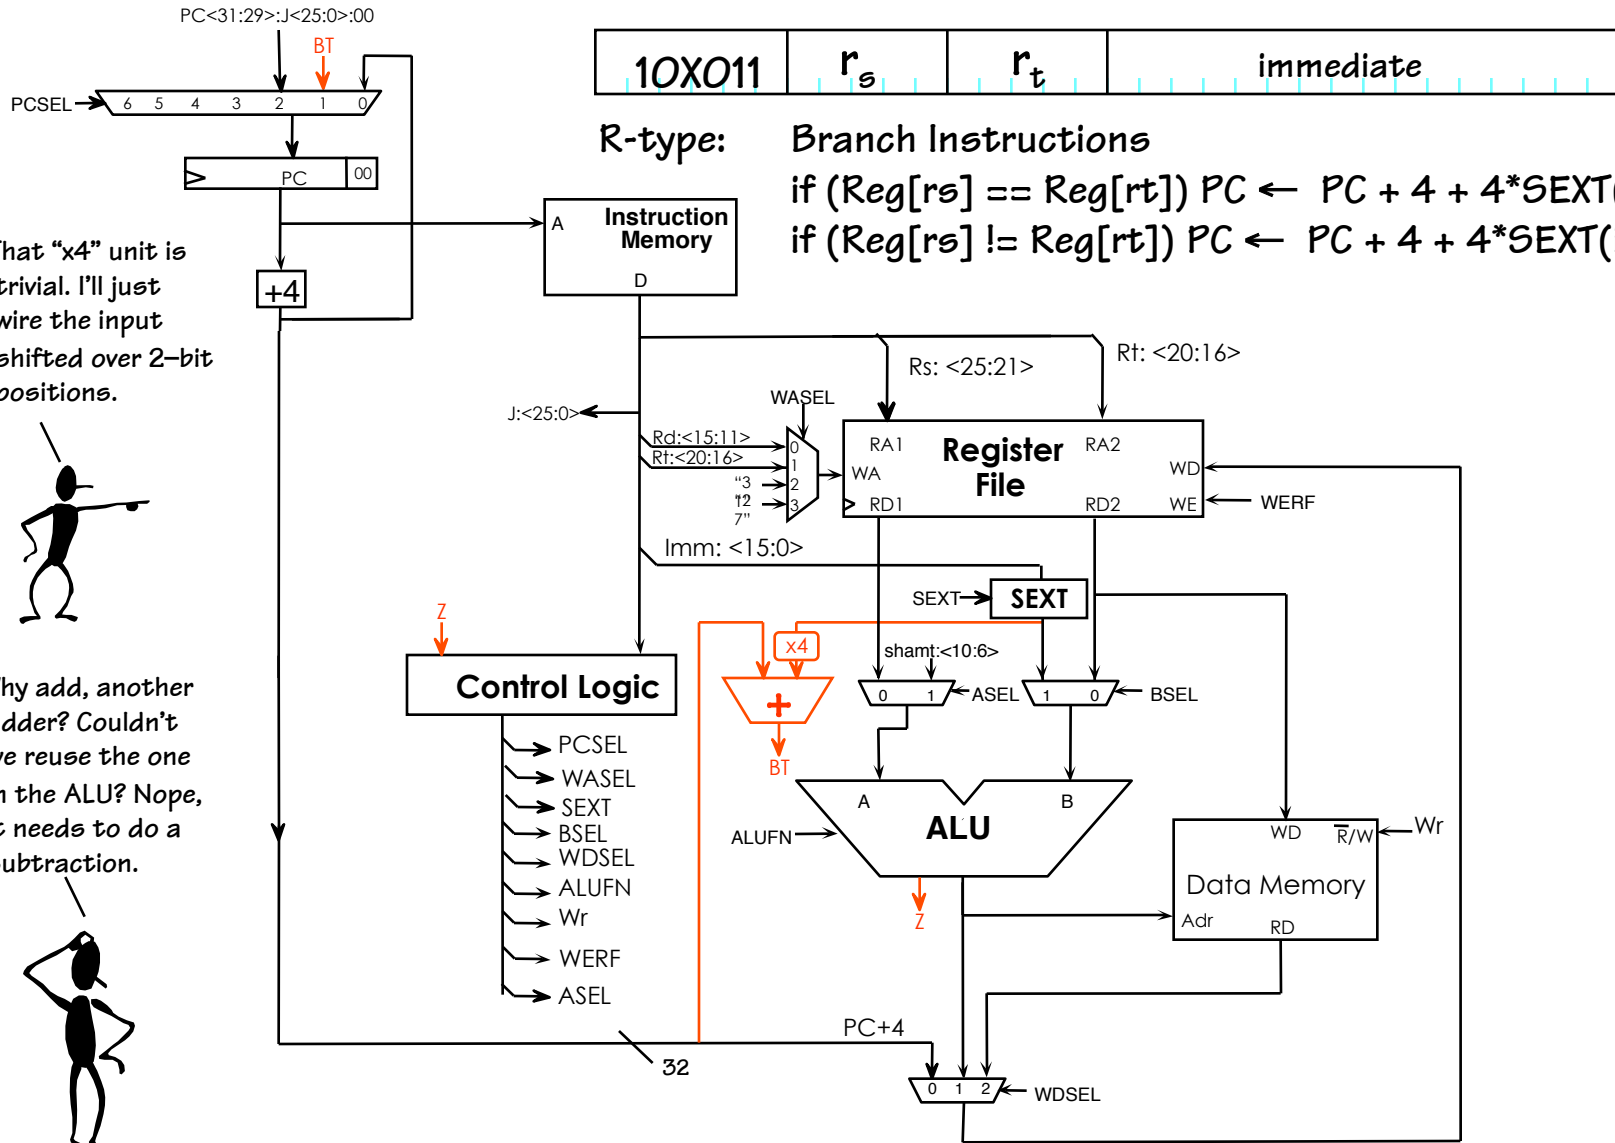 PC<31:29>:J<25:0>:00
BT
PCSEL
6 5 4 3 2 1 0
PC 00
+4
10X011 rs rt immediate
R-type: Branch Instructions
if (Reg[rs] == Reg[rt]) PC ← PC + 4 + 4*SEXT(
if (Reg[rs] != Reg[rt]) PC ← PC + 4 + 4*SEXT(
That “x4” unit is
trivial. I'll just
wire the input
shifted over 2–bit
positions.
A Instruction
Memory
D
Rs: <25:21>
Rt: <20:16>
J:<25:0>
WASEL
Rd:<15:11>
Rt:<20:16>
0
1
2
3
RA1 Register RA2
File
WA
WD
RD1 RD2 WE
WERF
Imm: <15:0>
SEXT
SEXT
Z
x4
shamt:<10:6>
Control Logic
+
BT
0 1
ASEL
1 0
BSEL
PCSEL
WASEL
SEXT
BSEL
WDSEL
ALUFN
Wr
WERF
ASEL
hy add, another
dder? Couldn't
e reuse the one
n the ALU? Nope,
t needs to do a
ubtraction.
A B
ALU
ALUFN
Z
WD R/W
Wr
Data Memory
Adr
RD
PC+4
32
0 1 2
WDSEL